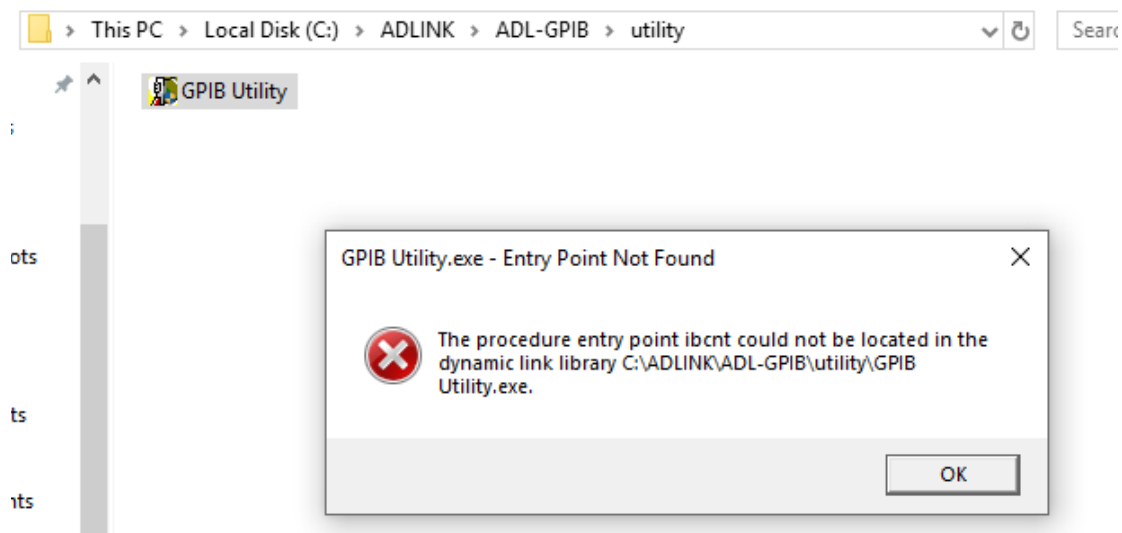 This PC > Local Disk (C:) > ADLINK > ADL-GPIB > utility
GPIB Utility
ots
ts
GPIB Utility.exe - Entry Point Not Found
The procedure entry point ibcnt could not be located in the
dynamic link library C:\ADLINK\ADL-GPIB\utility\GPIB
Utility.exe.
OK